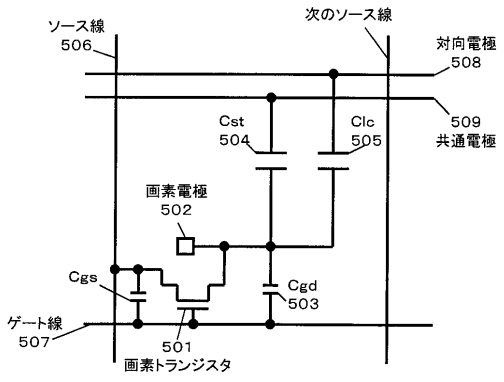 ソース線
506
次のソース線
対向電極
508
509
共通電極
Cst
504
Clc
505
画素電極
502
Cgs
Cgd
503
ゲート線
507
501
画素トランジスタ